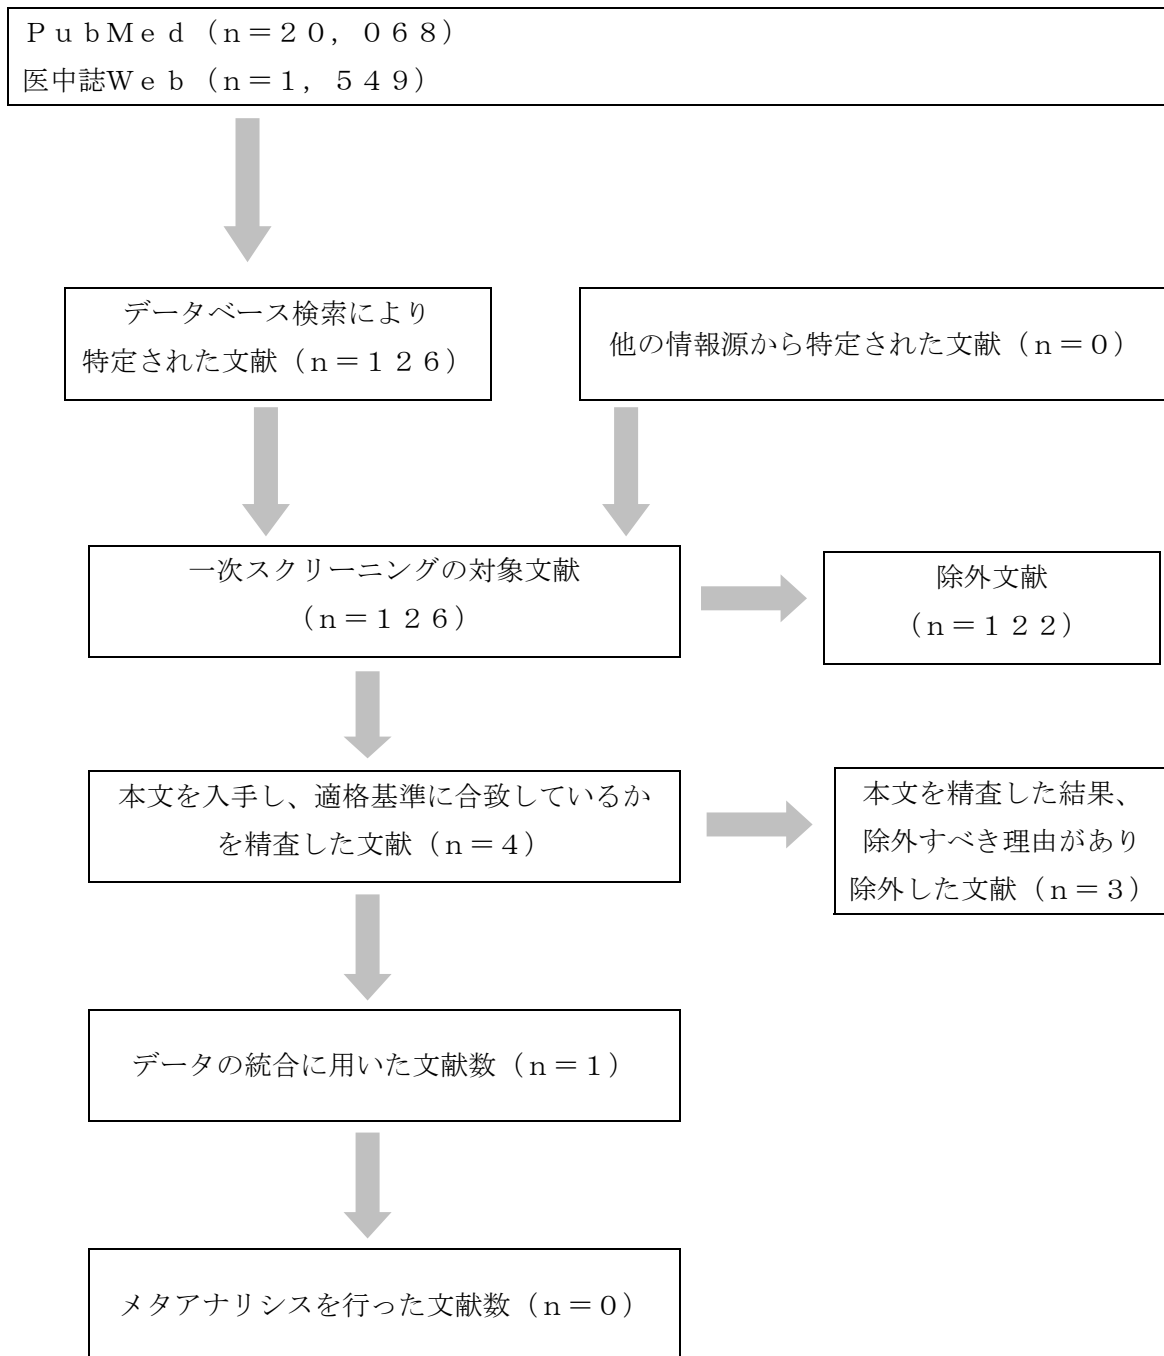 ＰｕｂＭｅｄ（ｎ＝２０，０６８）
医中誌Ｗｅｂ（ｎ＝１，５４９）
データベース検索により
特定された文献（ｎ＝１２６）
他の情報源から特定された文献（ｎ＝０）
一次スクリーニングの対象文献
（ｎ＝１２６）
除外文献
（ｎ＝１２２）
本文を入手し、適格基準に合致しているか
を精査した文献（ｎ＝４）
本文を精査した結果、
除外すべき理由があり
除外した文献（ｎ＝３）
データの統合に用いた文献数（ｎ＝１）
メタアナリシスを行った文献数（ｎ＝０）